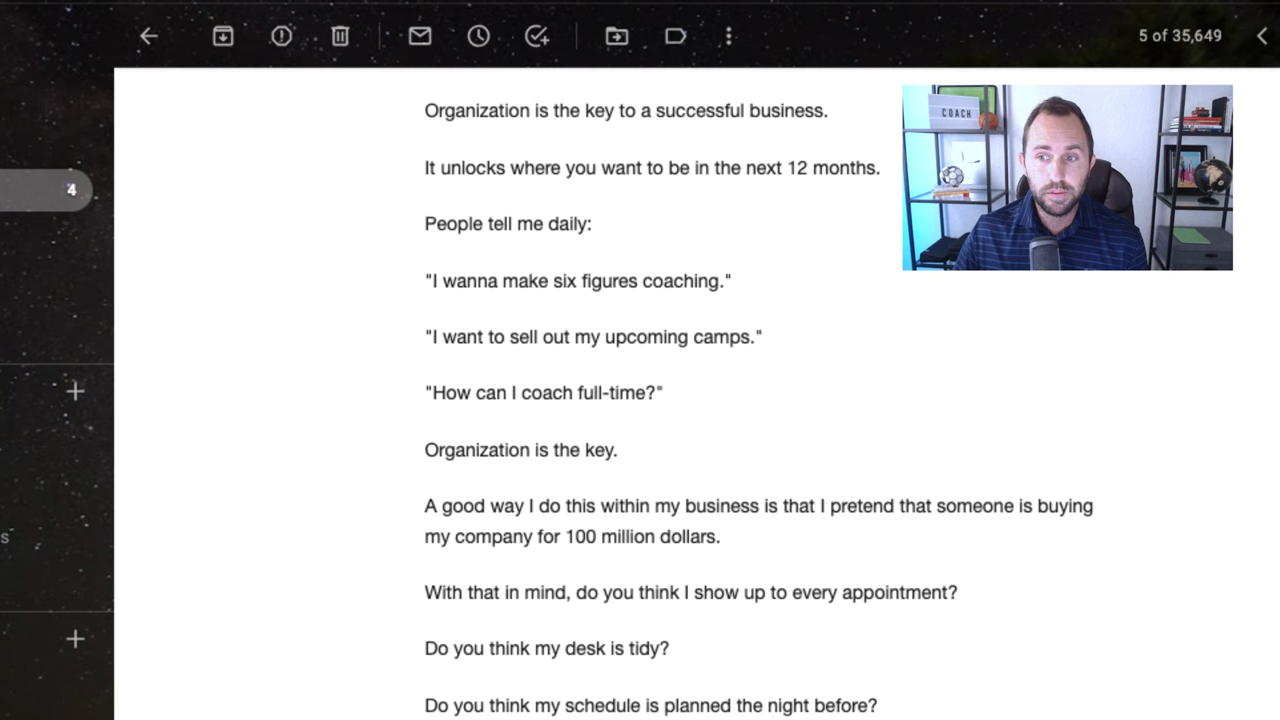 5 of 35,649
4
Organization is the key to a successful business.
COACH
It unlocks where you want to be in the next 12 months.
People tell me daily:
"I wanna make six figures coaching."
"I want to sell out my upcoming camps."
"How can I coach full-time?"
Organization is the key.
A good way I do this within my business is that I pretend that someone is buying
my company for 100 million dollars.
s
With that in mind, do you think I show up to every appointment?
Do you think my desk is tidy?
Do you think my schedule is planned the night before?